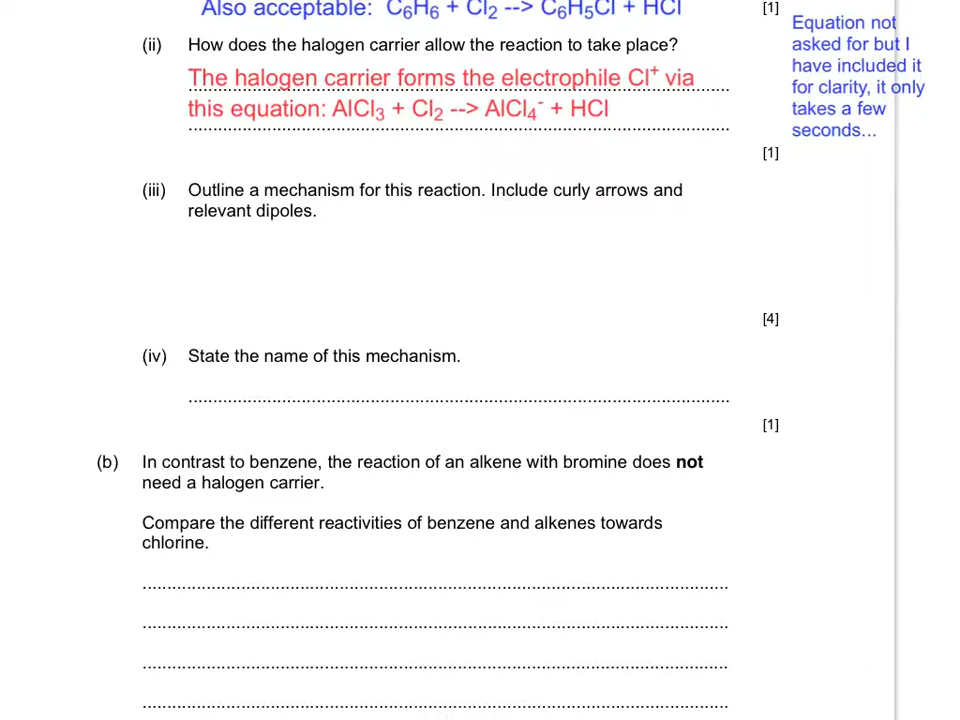 Also acceptable: C₆H₆ + Cl₂ --> C₆H₅Cl + HCl
[1]
Equation not
asked for but I
have included it
for clarity, it only
takes a few
seconds...
(ii) How does the halogen carrier allow the reaction to take place?
The halogen carrier forms the electrophile Cl⁺ via
this equation: AlCl₃ + Cl₂ --> AlCl₄⁻ + HCl
[1]
(iii) Outline a mechanism for this reaction. Include curly arrows and
relevant dipoles.
[4]
(iv) State the name of this mechanism.
[1]
(b) In contrast to benzene, the reaction of an alkene with bromine does not
need a halogen carrier.
Compare the different reactivities of benzene and alkenes towards
chlorine.